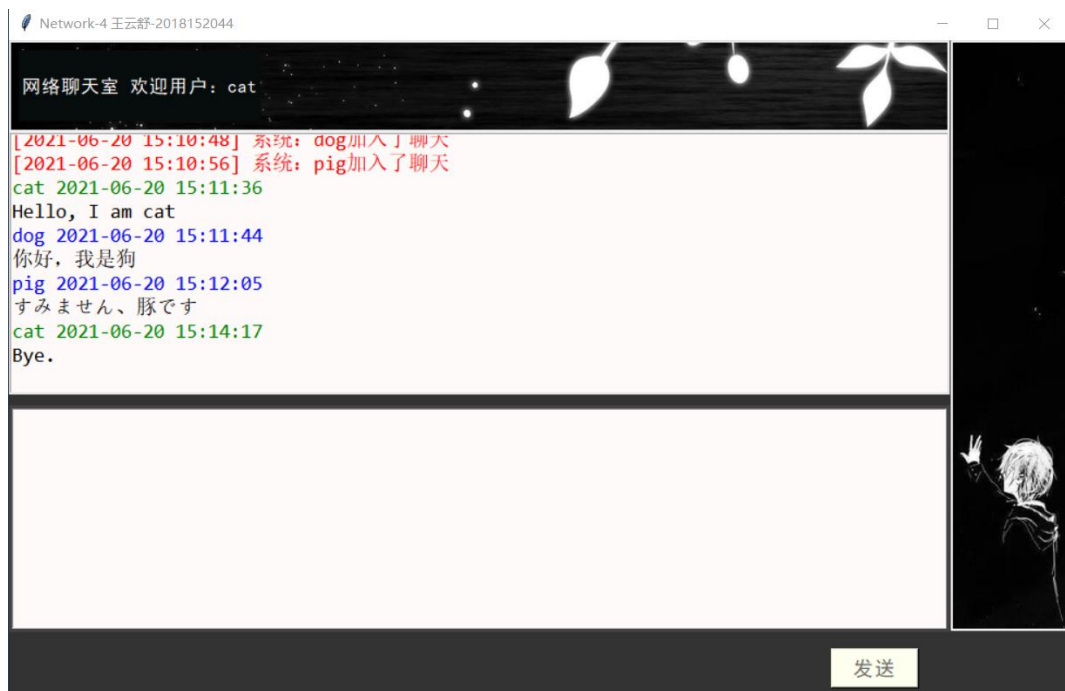 Network-4 王云舒-2018152044
网络聊天室 欢迎用户：cat
[2021-06-20 15:10:48] 系统：dog加入了聊天
[2021-06-20 15:10:56] 系统：pig加入了聊天
cat 2021-06-20 15:11:36
Hello, I am cat
dog 2021-06-20 15:11:44
你好，我是狗
pig 2021-06-20 15:12:05
すみません、豚です
cat 2021-06-20 15:14:17
Bye.
发送